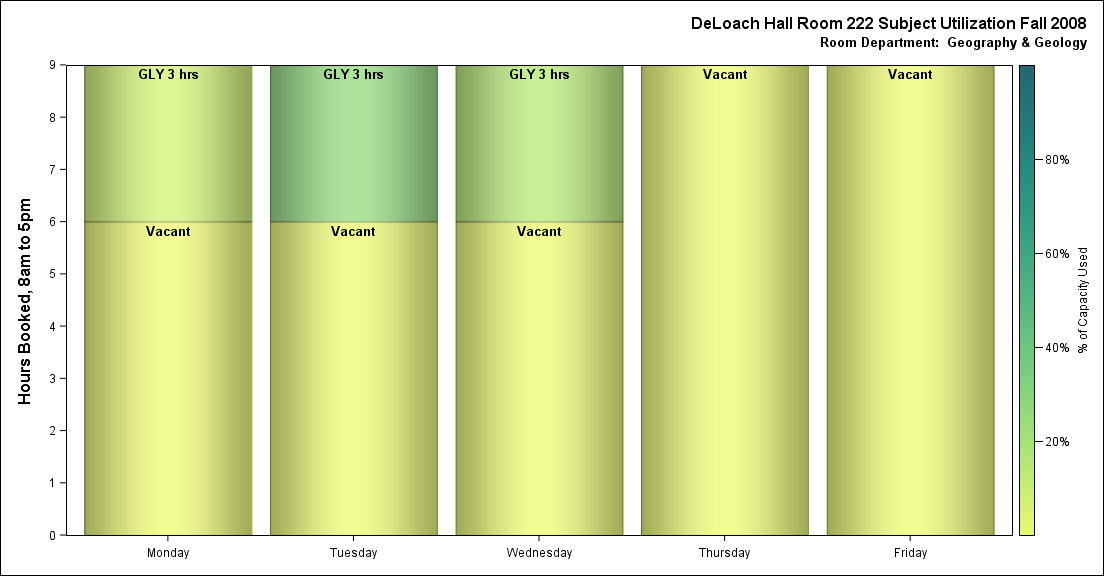 DeLoach Hall Room 222 Subject Utilization Fall 2008
Room Department:  Geography & Geology
Hours Booked, 8am to 5pm
9
8
7
6
5
4
3
2
1
0
GLY 3 hrs
GLY 3 hrs
GLY 3 hrs
Vacant
Vacant
Vacant
Vacant
Vacant
Monday
Tuesday
Wednesday
Thursday
Friday
80%
60%
40%
20%
% of Capacity Used